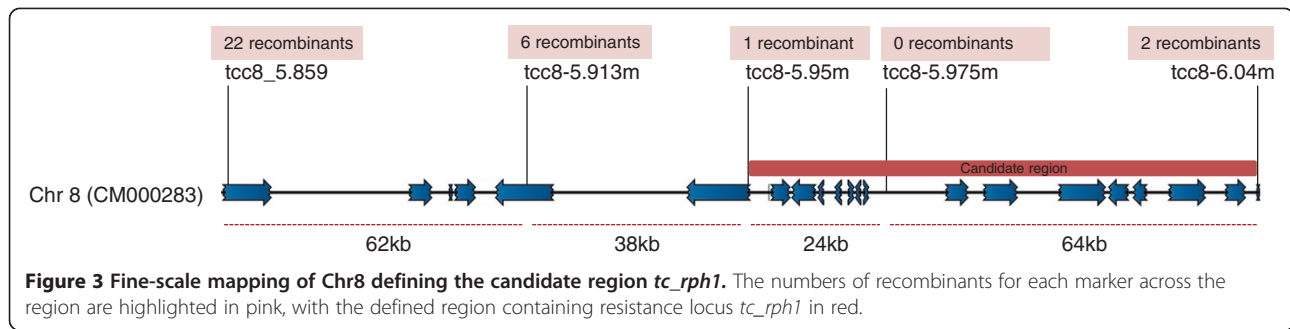 22 recombinants 6 recombinants 1 recombinant 0 recombinants 2 recombinants
tcc8_5.859 tcc8-5.913m tcc8-5.95m tcc8-5.975m tcc8-6.04m
Candidate region
Chr 8 (CM000283)
62kb 38kb 24kb 64kb
Figure 3 Fine-scale mapping of Chr8 defining the candidate region tc_rph1. The numbers of recombinants for each marker across the
region are highlighted in pink, with the defined region containing resistance locus tc_rph1 in red.